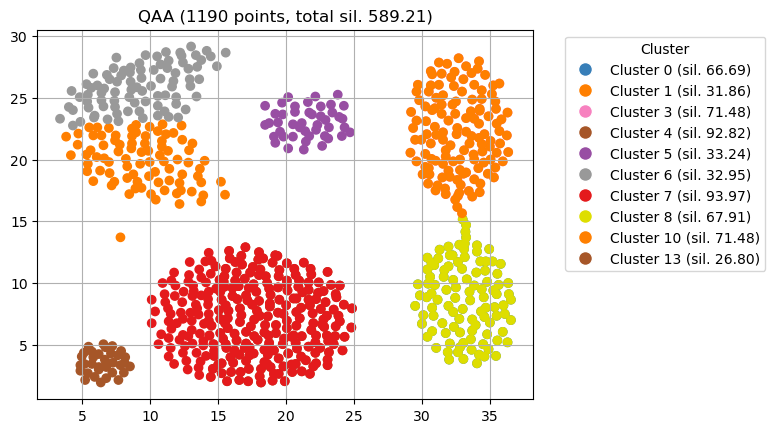 QAA (1190 points, total sil. 589.21)
30
25
20
15
10
5
5
10
15
20
25
30
35
Cluster
Cluster 0 (sil. 66.69)
Cluster 1 (sil. 31.86)
Cluster 3 (sil. 71.48)
Cluster 4 (sil. 92.82)
Cluster 5 (sil. 33.24)
Cluster 6 (sil. 32.95)
Cluster 7 (sil. 93.97)
Cluster 8 (sil. 67.91)
Cluster 10 (sil. 71.48)
Cluster 13 (sil. 26.80)